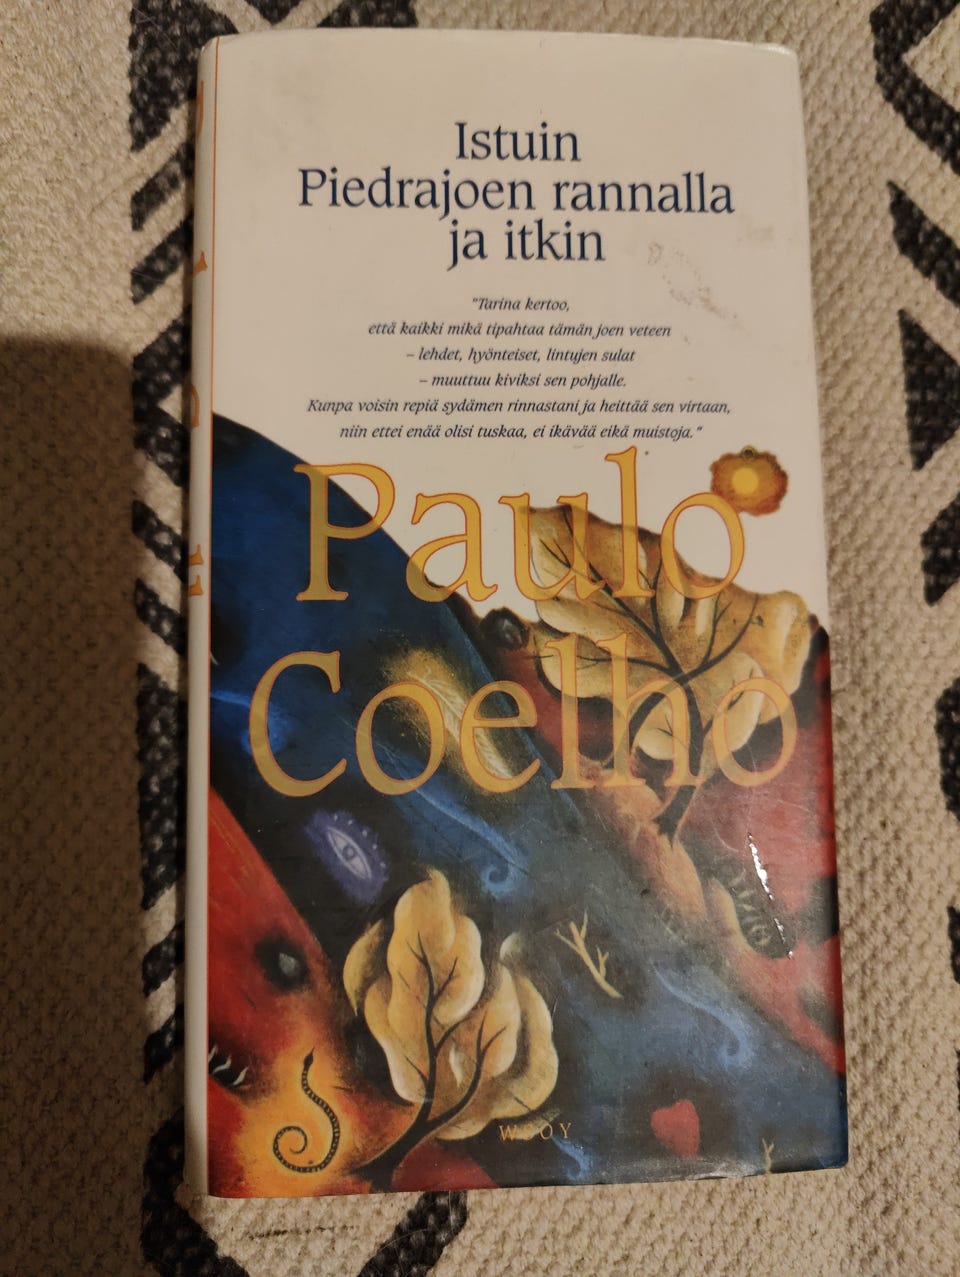 Istuin
Piedrajoen rannalla
ja itkin
"Tarina kertoo,
että kaikki mikä tipahtaa tämän joen veteen
– lehdet, hyönteiset, lintujen sulat
– muuttuu kiviksi sen pohjalle.
Kunpa voisin repiä sydämen rinnastani ja heittää sen virtaan,
niin ettei enää olisi tuskaa, ei ikävää eikä muistoja."
Paulo
Coelho
WSOY